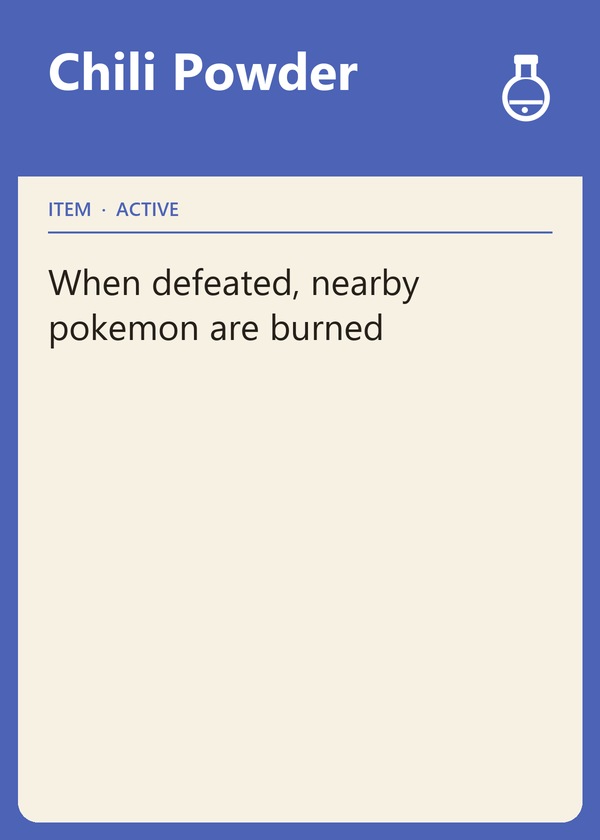 Chili Powder
ITEM · ACTIVE
When defeated, nearby
pokemon are burned